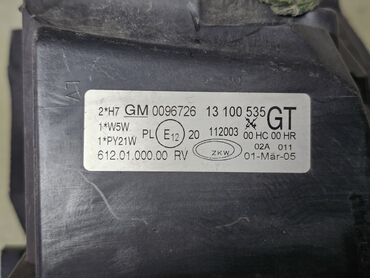 2*H7 GM 0096726 13 100 535 GT
1*W5W
1*PY21W PL E12 20 112003 00 HC 00 HR
02A 011
612.01.000.00 RV ZKW 01-Mär-05